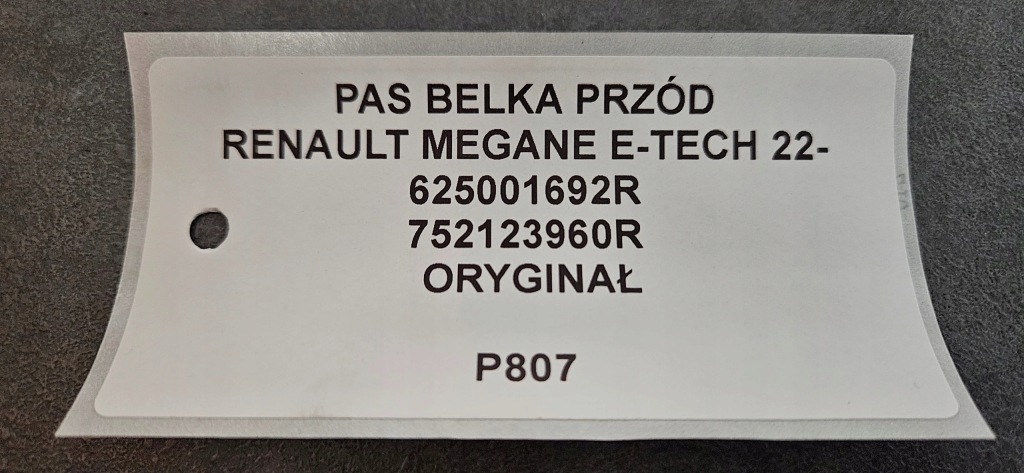 PAS BELKA PRZÓD
RENAULT MEGANE E-TECH 22-
625001692R
752123960R
ORYGINAŁ
P807